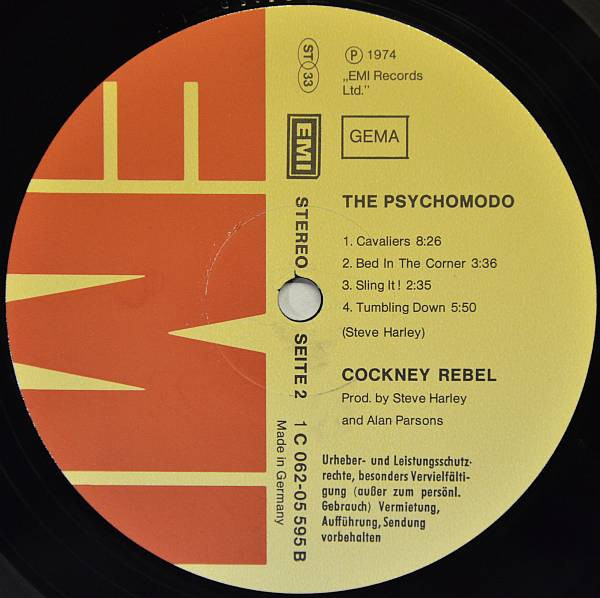 ST
33
Ⓟ 1974
„EMI Records
Ltd.”
EMI
GEMA
THE PSYCHOMODO
1. Cavaliers 8:26
2. Bed In The Corner 3:36
3. Sling It! 2:35
4. Tumbling Down 5:50
(Steve Harley)
COCKNEY REBEL
Prod. by Steve Harley
and Alan Parsons
Urheber- und Leistungsschutz-
rechte, besonders Vervielfälti-
gung (außer zum persönl.
Gebrauch) Vermietung,
Aufführung, Sendung
vorbehalten
STEREO SEITE 2 1 C 062-05 595 B
Made in Germany
EMI